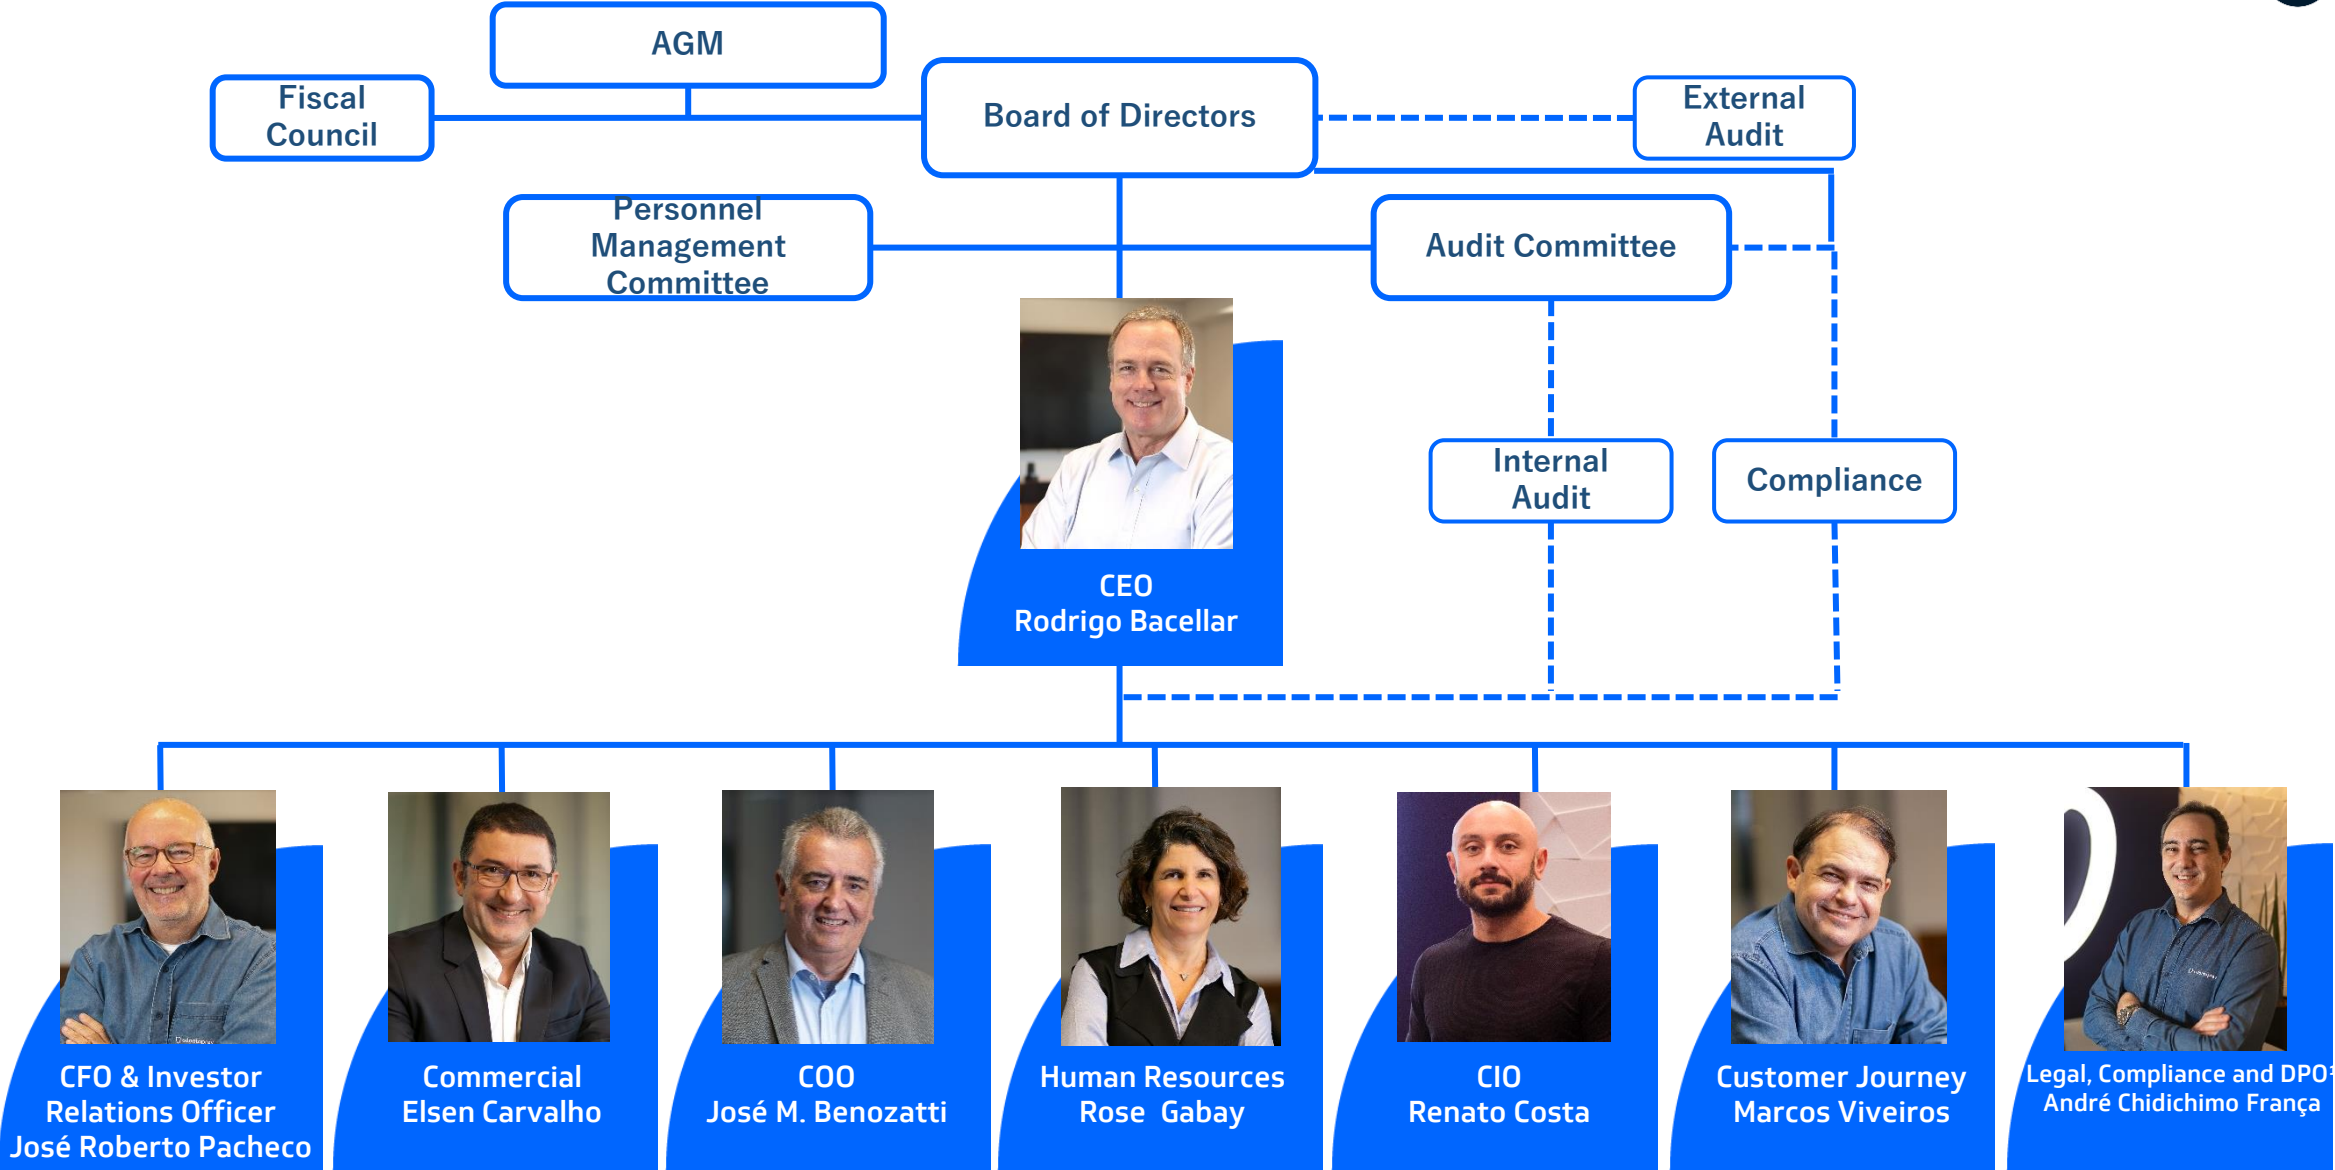 AGM
Fiscal
Council
Board of Directors
External
Audit
Personnel
Management
Committee
Audit Committee
Internal
Audit
Compliance
CEO
Rodrigo Bacellar
CFO & Investor
Relations Officer
José Roberto Pacheco
Commercial
Elsen Carvalho
COO
José M. Benozatti
Human Resources
Rose Gabay
CIO
Renato Costa
Customer Journey
Marcos Viveiros
Legal, Compliance and DPO
André Chidichimo França